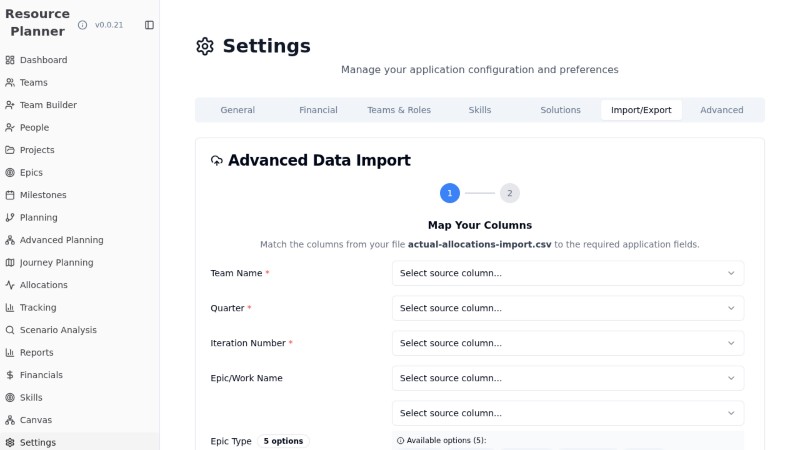 Resource
Planner
v0.0.21
Dashboard
Teams
Team Builder
People
Projects
Epics
Milestones
Planning
Advanced Planning
Journey Planning
Allocations
Tracking
Scenario Analysis
Reports
Financials
Skills
Canvas
Settings
Settings
Manage your application configuration and preferences
General Financial Teams & Roles Skills Solutions Import/Export Advanced
Advanced Data Import
1 2
Map Your Columns
Match the columns from your file actual-allocations-import.csv to the required application fields.
Team Name * Select source column...
Quarter * Select source column...
Iteration Number * Select source column...
Epic/Work Name Select source column...
Select source column...
Epic Type 5 options
Available options (5):